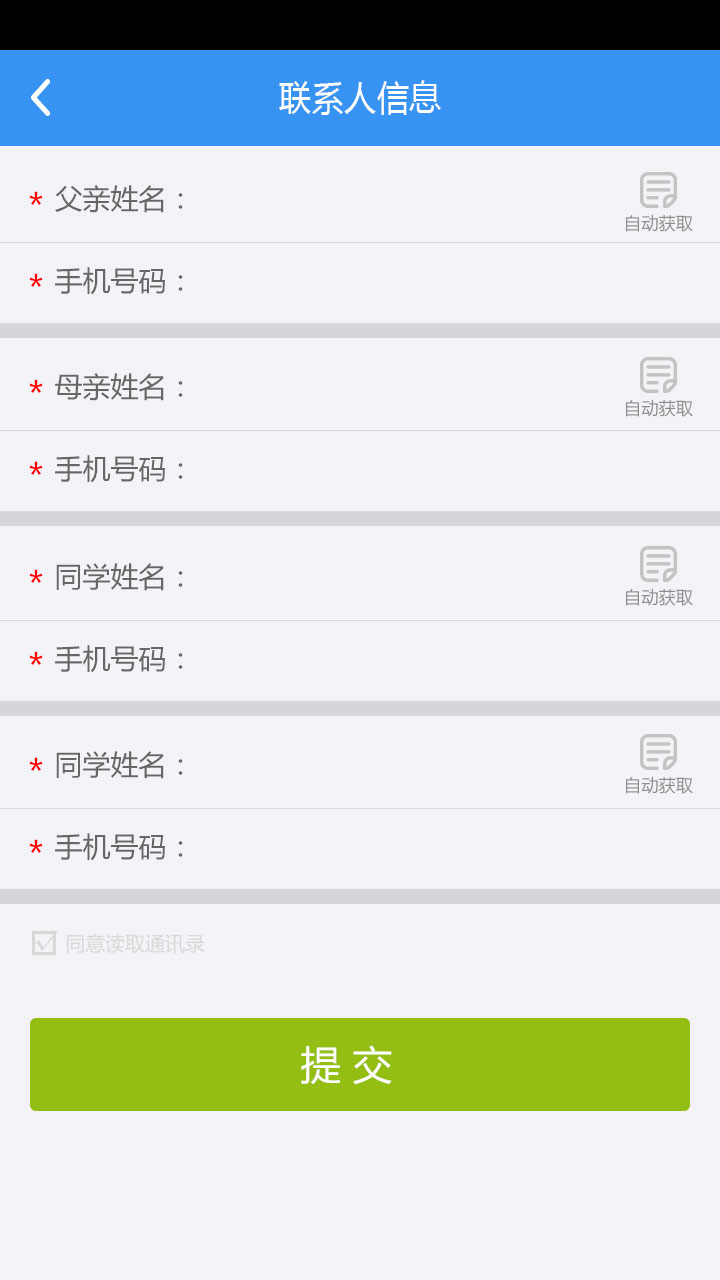 联系人信息
* 父亲姓名：
自动获取
* 手机号码：
* 母亲姓名：
自动获取
* 手机号码：
* 同学姓名：
自动获取
* 手机号码：
* 同学姓名：
自动获取
* 手机号码：
同意读取通讯录
提 交